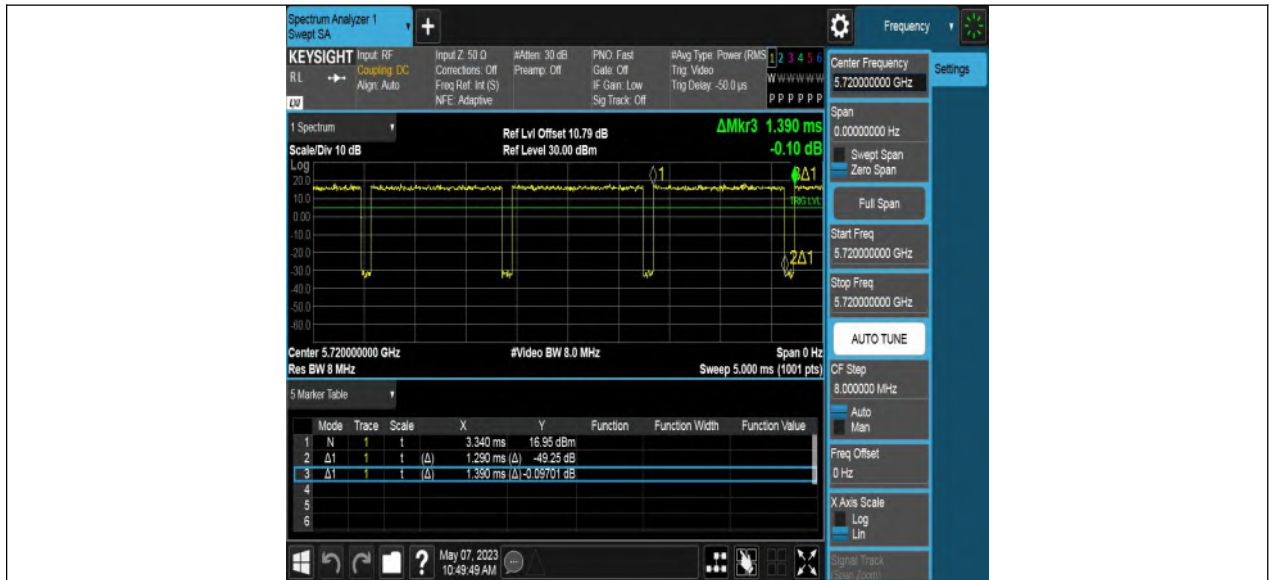 Spectrum Analyzer 1
Swept SA
+
Frequency
KEYSIGHT
RL
LXI
Input: RF
Coupling: DC
Align: Auto
Input Z: 50 Ω
Corrections: Off
Freq Ref: Int (S)
NFE: Adaptive
#Atten: 30 dB
Preamp: Off
PNO: Fast
Gate: Off
IF Gain: Low
Sig Track: Off
#Avg Type: Power (RMS
Trig: Video
Trig Delay: -50.0 µs
1 2 3 4 5 6
W W W W W W
P P P P P P
1 Spectrum
Scale/Div 10 dB
Ref Lvl Offset 10.79 dB
Ref Level 30.00 dBm
ΔMkr3 1.390 ms
-0.10 dB
Log
20.0
10.0
0.00
-10.0
-20.0
-30.0
-40.0
-50.0
-60.0
1
3Δ1
TRIG LVL
2Δ1
Center 5.720000000 GHz
Res BW 8 MHz
#Video BW 8.0 MHz
Span 0 Hz
Sweep 5.000 ms (1001 pts)
5 Marker Table
Mode Trace Scale X Y Function Function Width Function Value
1 N 1 t 3.340 ms 16.95 dBm
2 Δ1 1 t (Δ) 1.290 ms (Δ) -49.25 dB
3 Δ1 1 t (Δ) 1.390 ms (Δ) -0.09701 dB
4
5
6
?
May 07, 2023
10:49:49 AM
Center Frequency
5.720000000 GHz
Settings
Span
0.00000000 Hz
Swept Span
Zero Span
Full Span
Start Freq
5.720000000 GHz
Stop Freq
5.720000000 GHz
AUTO TUNE
CF Step
8.000000 MHz
Auto
Man
Freq Offset
0 Hz
X Axis Scale
Log
Lin
Signal Track
(Span Zoom)